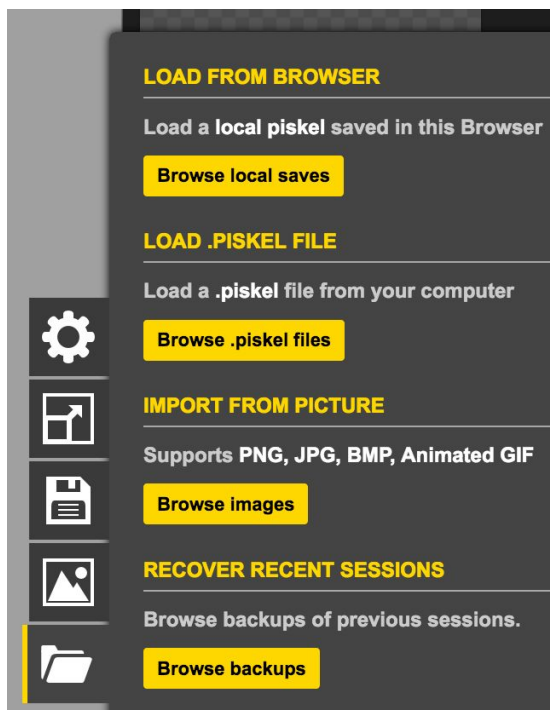 LOAD FROM BROWSER
Load a local piskel saved in this Browser
Browse local saves
LOAD .PISKEL FILE
Load a .piskel file from your computer
Browse .piskel files
IMPORT FROM PICTURE
Supports PNG, JPG, BMP, Animated GIF
Browse images
RECOVER RECENT SESSIONS
Browse backups of previous sessions.
Browse backups